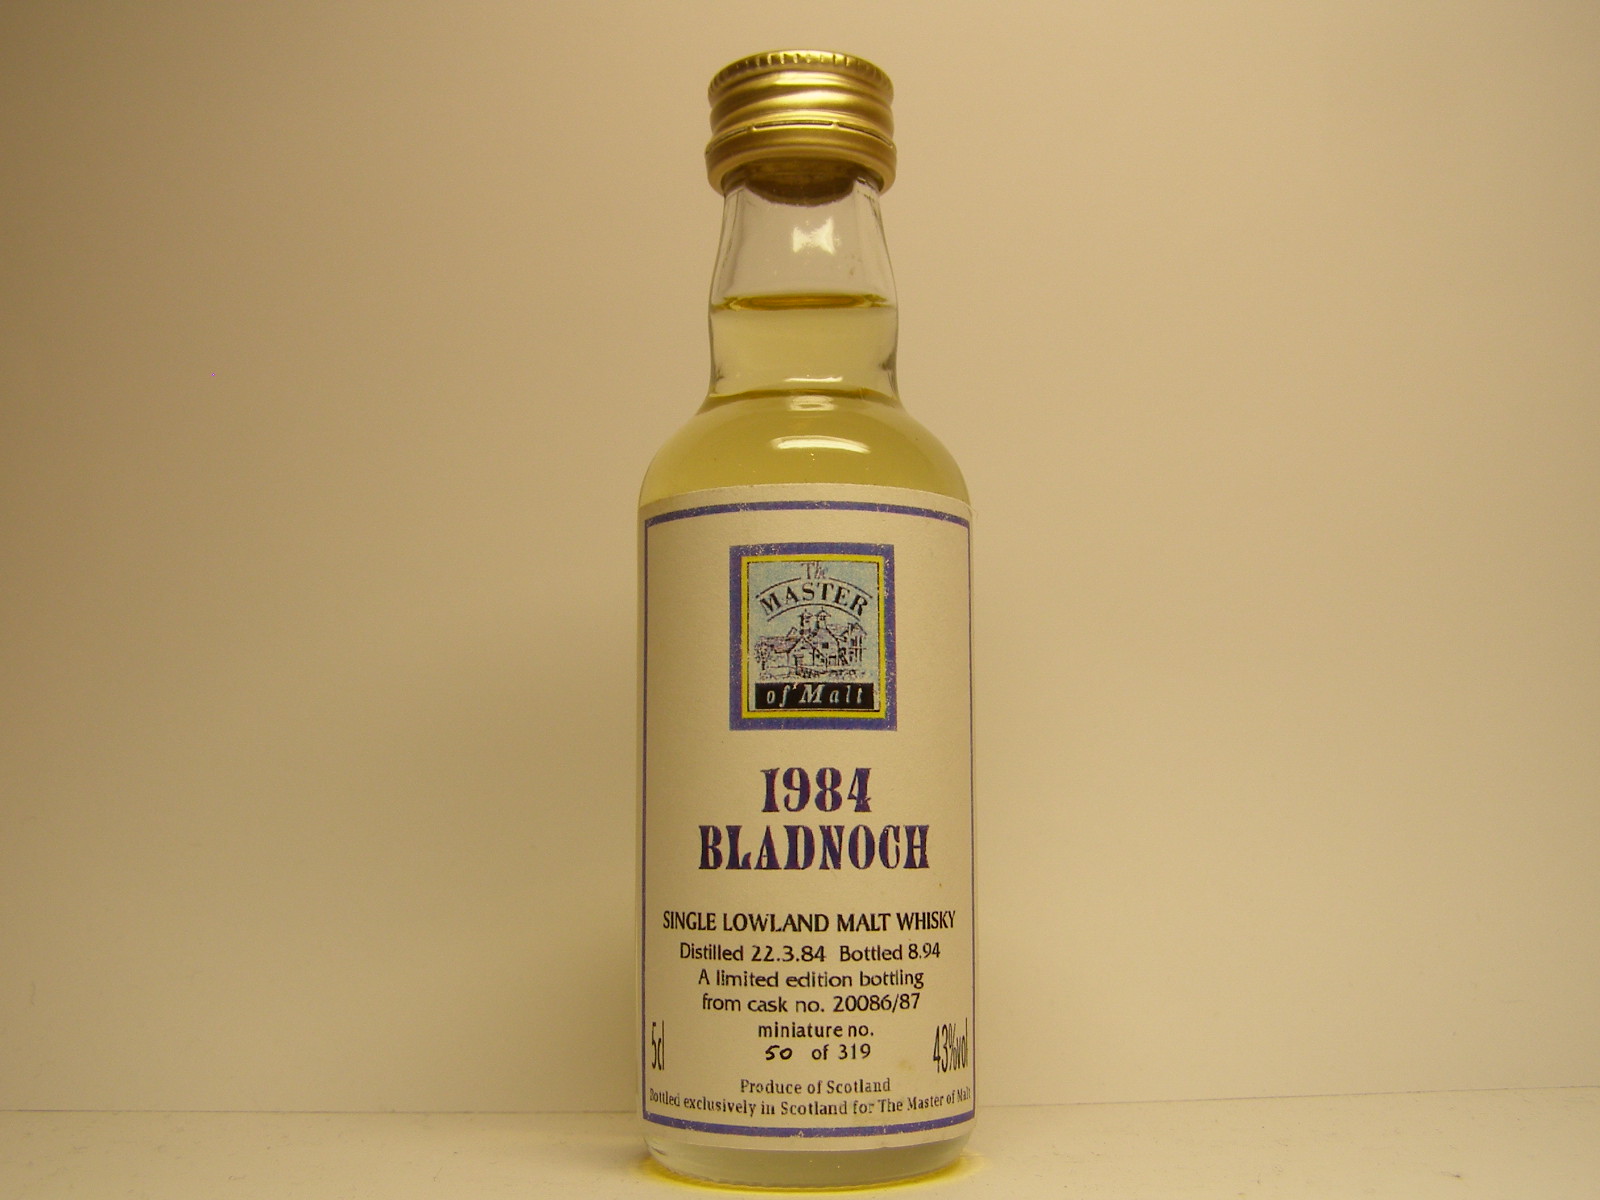 The
MASTER
of Malt
1984
BLADNOCH
SINGLE LOWLAND MALT WHISKY
Distilled 22.3.84 Bottled 8.94
A limited edition bottling
from cask no. 20086/87
miniature no.
50 of 319
5cl
43%vol
Produce of Scotland
Bottled exclusively in Scotland for The Master of Malt